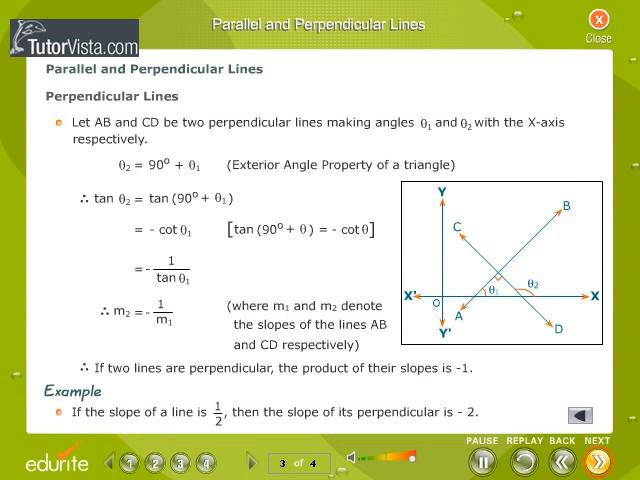 Parallel and Perpendicular Lines
X
Close
TutorVista.com
Parallel and Perpendicular Lines
Perpendicular Lines
Let AB and CD be two perpendicular lines making angles θ₁ and θ₂ with the X-axis
respectively.
θ₂ = 90° + θ₁ (Exterior Angle Property of a triangle)
∴ tan θ₂ = tan (90° + θ₁)
= - cot θ₁ [tan (90° + θ) = - cot θ]
= - 1/tan θ₁
∴ m₂ = - 1/m₁ (where m₁ and m₂ denote
the slopes of the lines AB
and CD respectively)
Y
B
C
θ₂
θ₁
X'
O
X
A
D
Y'
∴ If two lines are perpendicular, the product of their slopes is -1.
Example
If the slope of a line is 1/2, then the slope of its perpendicular is - 2.
PAUSE REPLAY BACK NEXT
edurite
1 2 3 4
3 of 4